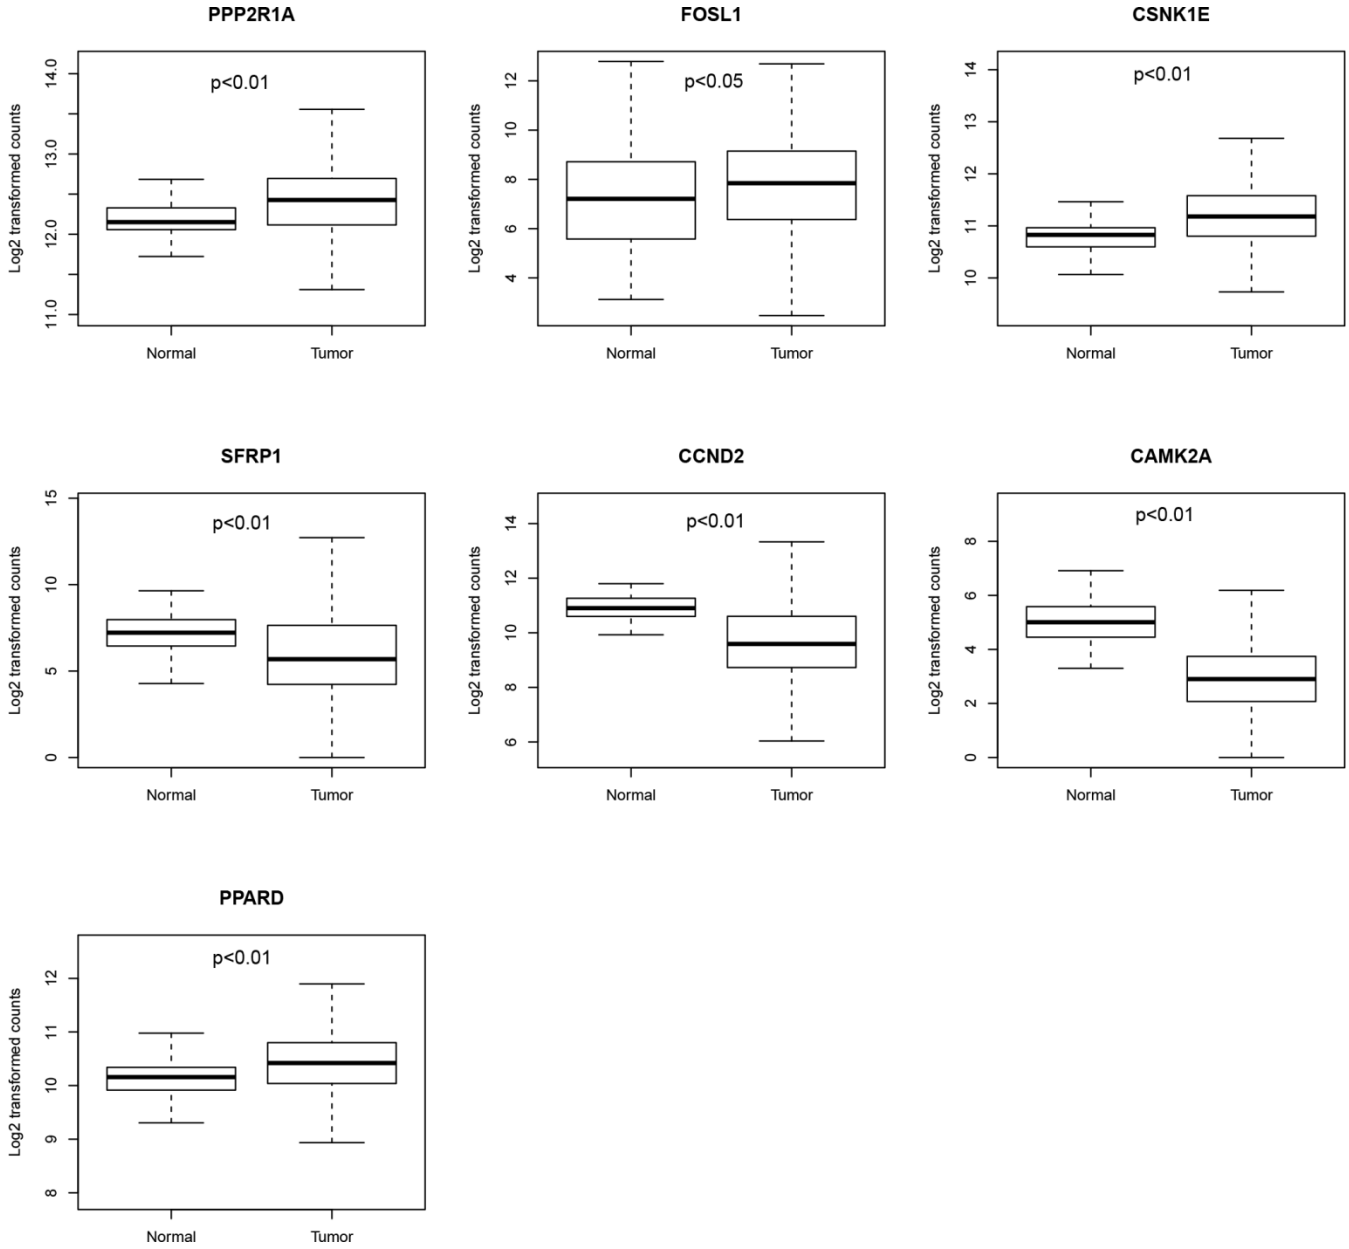 PPP2R1A
p<0.01
Log2 transformed counts
14.0
13.0
12.0
11.0
Normal
Tumor
FOSL1
p<0.05
Log2 transformed counts
12
10
8
6
4
Normal
Tumor
CSNK1E
p<0.01
Log2 transformed counts
14
13
12
11
10
Normal
Tumor
SFRP1
p<0.01
Log2 transformed counts
15
10
5
0
Normal
Tumor
CCND2
p<0.01
Log2 transformed counts
14
12
10
8
6
Normal
Tumor
CAMK2A
p<0.01
Log2 transformed counts
8
6
4
2
0
Normal
Tumor
PPARD
p<0.01
Log2 transformed counts
12
11
10
9
8
Normal
Tumor